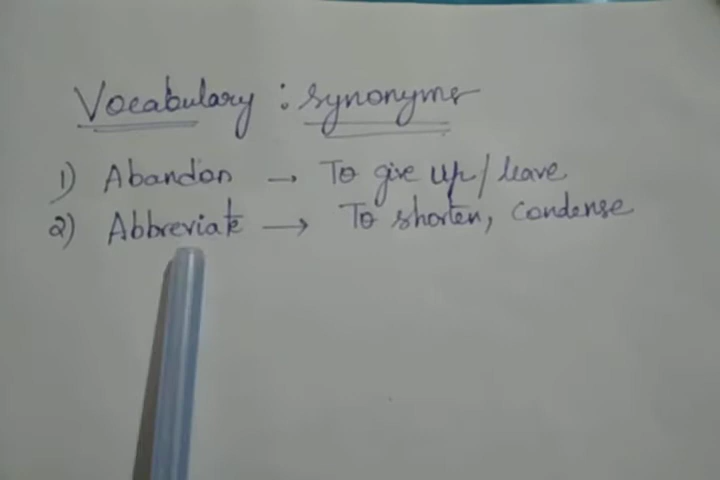 Vocabulary : Synonyms
1) Abandon → To give up/leave
2) Abbreviate → To shorten, Condense